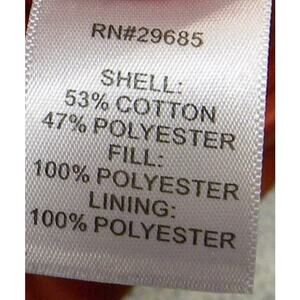 RN#29685
SHELL:
53% COTTON
47% POLYESTER
FILL:
100% POLYESTER
LINING:
100% POLYESTER